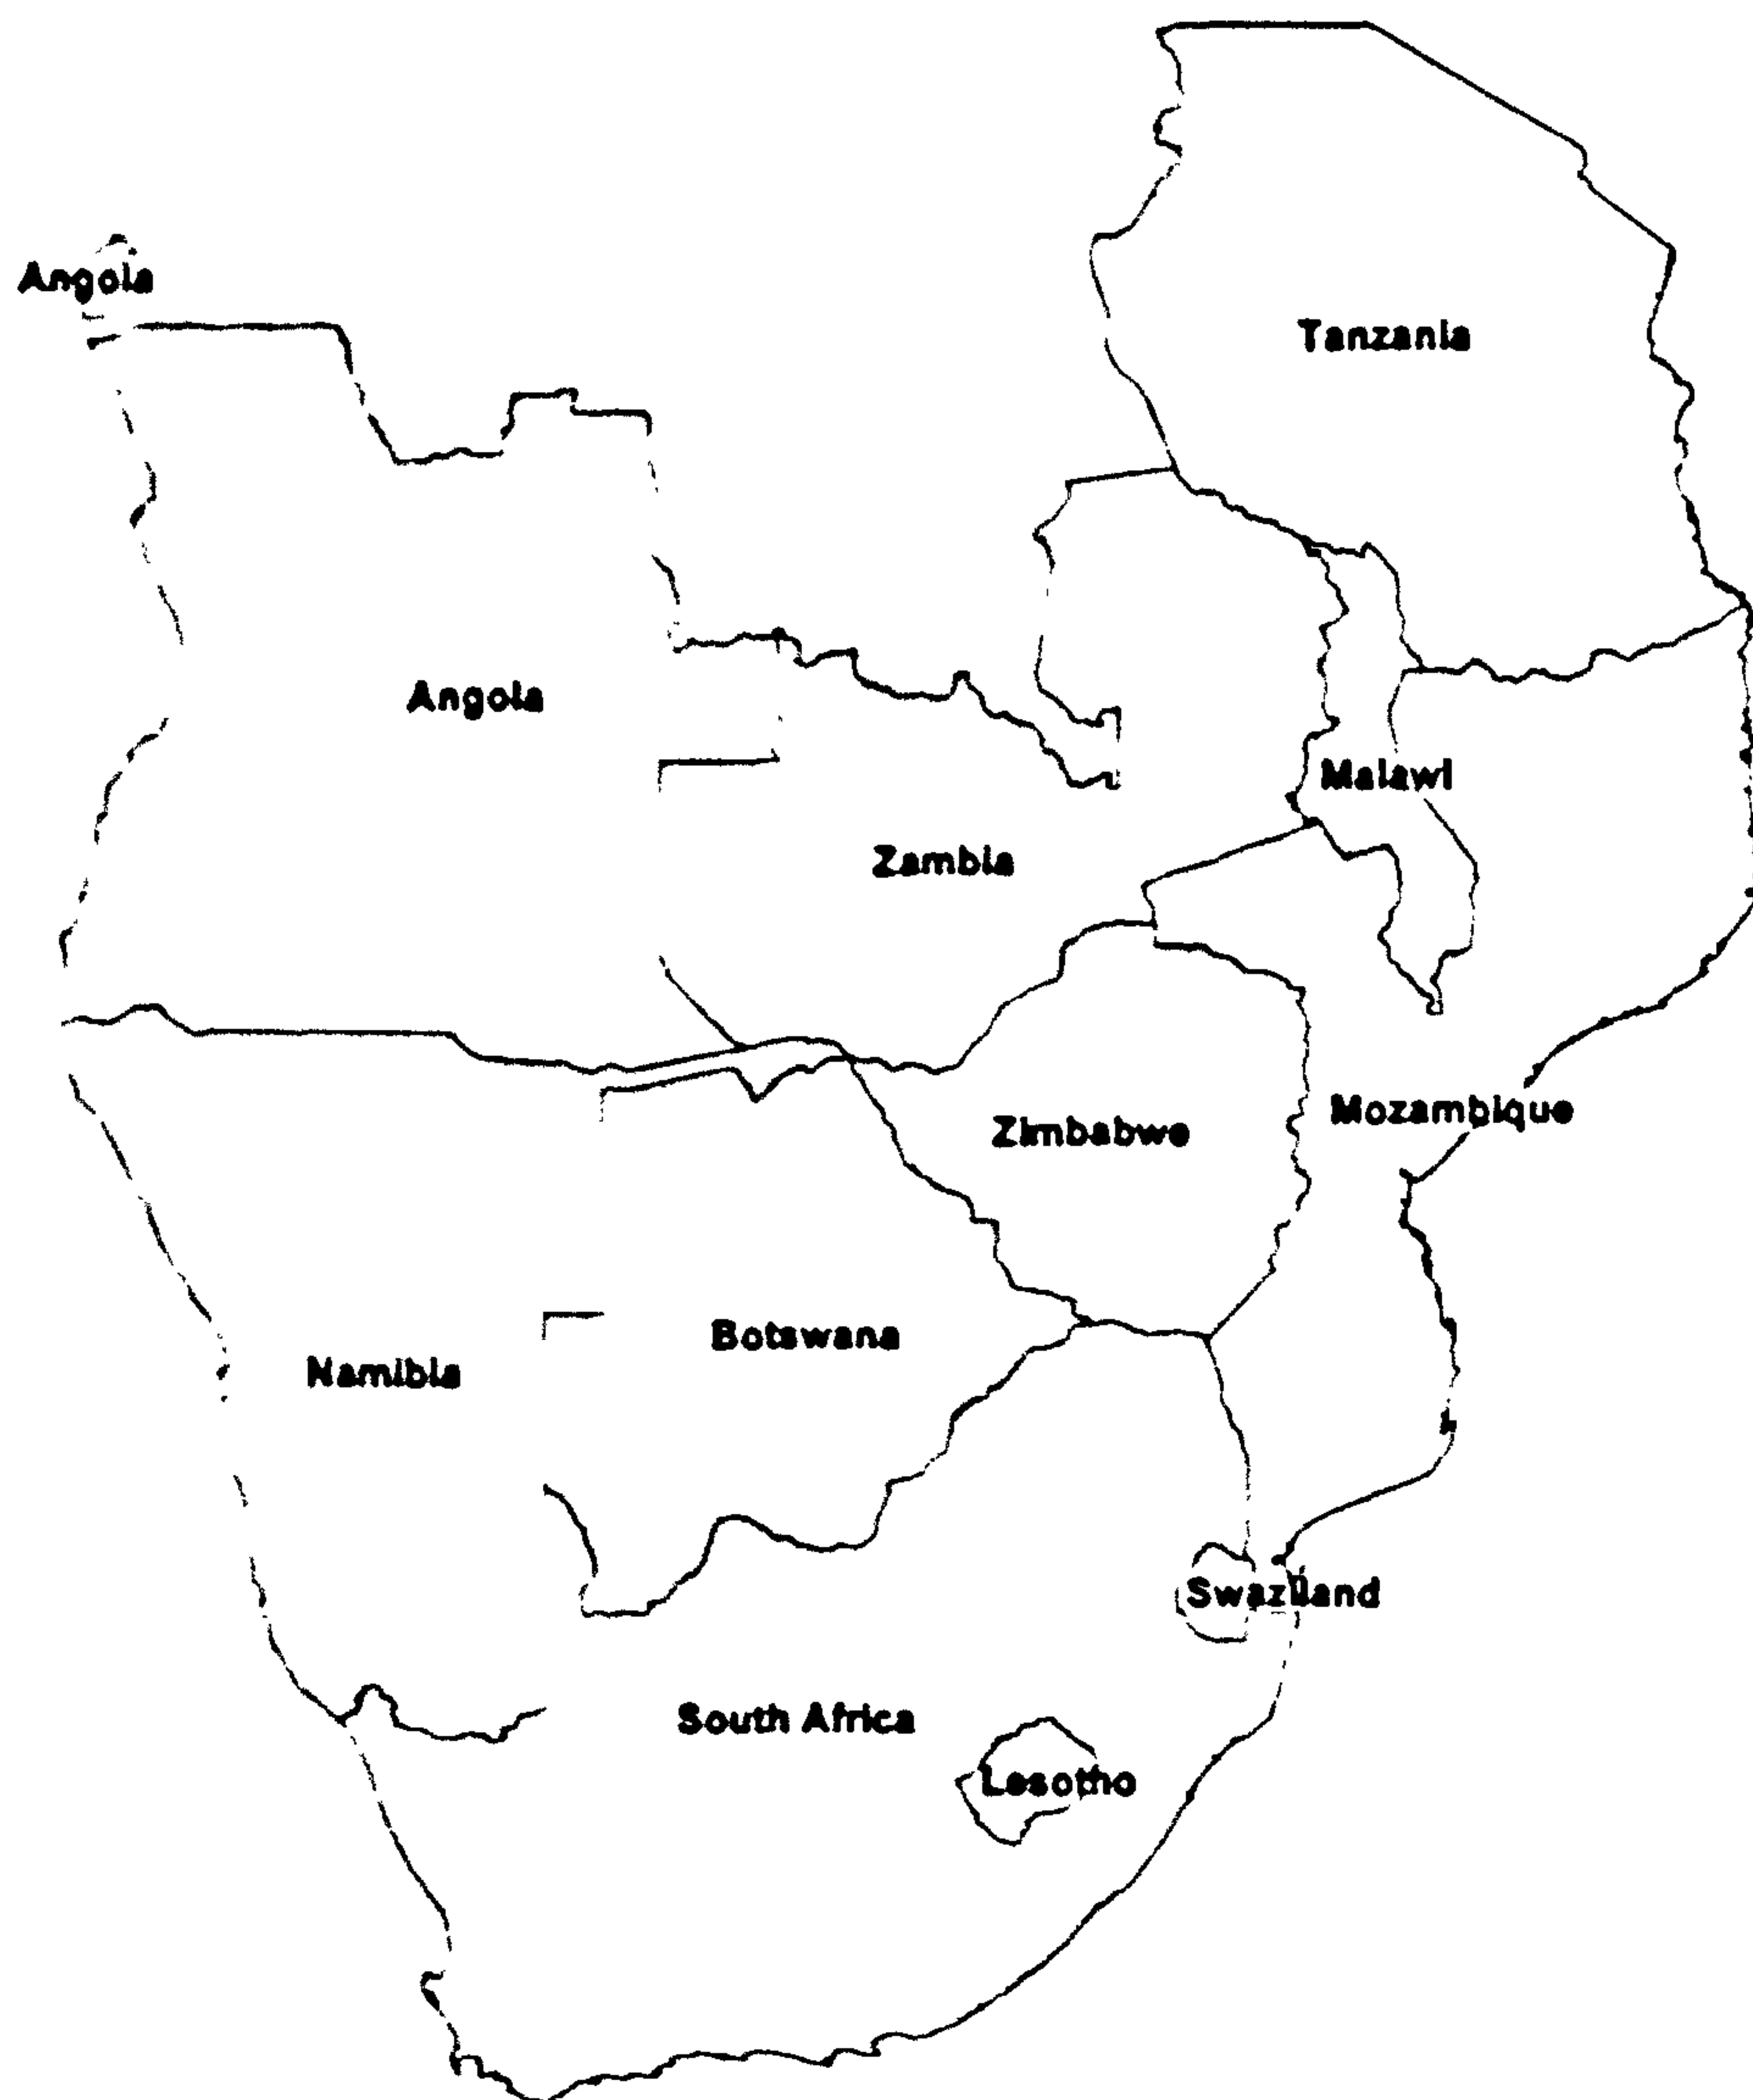 Angola
Tanzania
Angola
Malawi
Zambia
Mozambique
Zimbabwe
Botswana
Namibia
Swaziland
South Africa
Lesotho